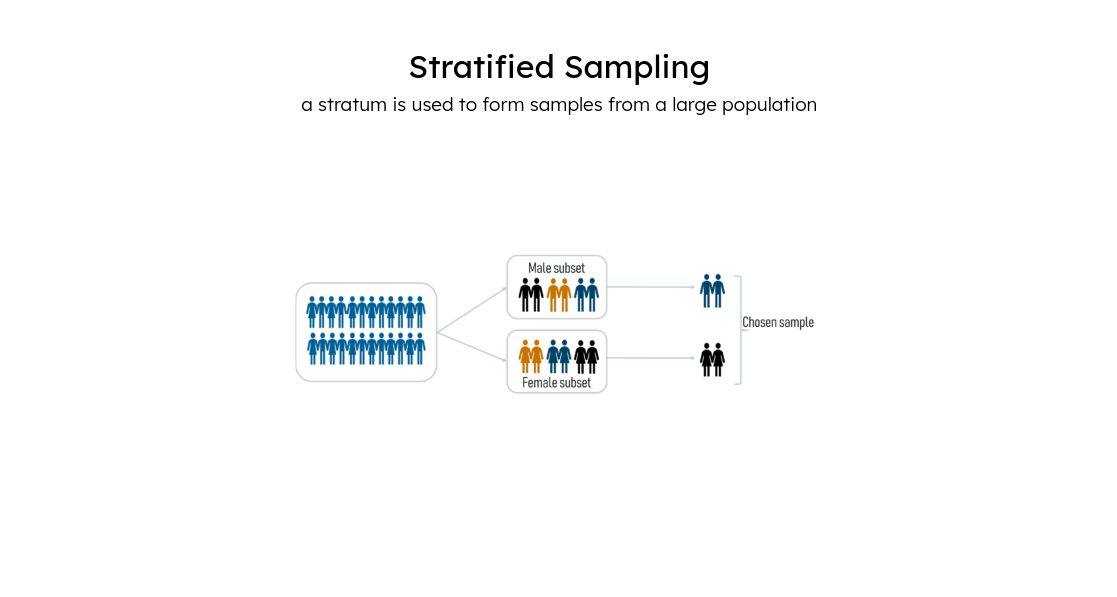 Stratified Sampling
a stratum is used to form samples from a large population
Male subset
Chosen sample
Female subset